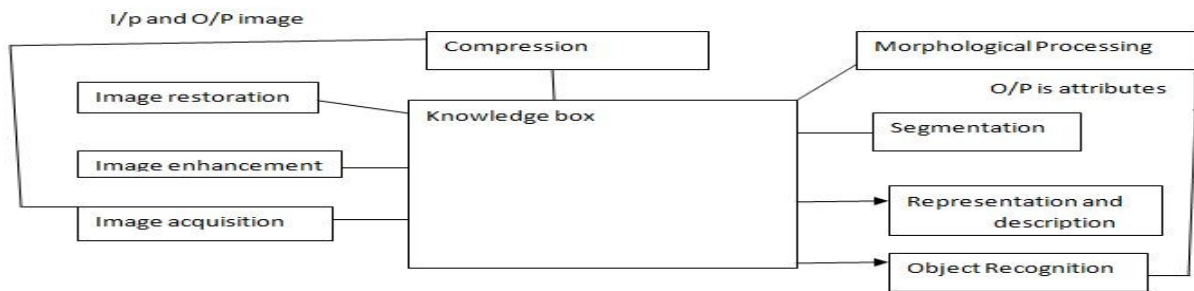 I/p and O/P image
Compression
Morphological Processing
Image restoration
O/P is attributes
Knowledge box
Segmentation
Image enhancement
Image acquisition
Representation and
description
Object Recognition